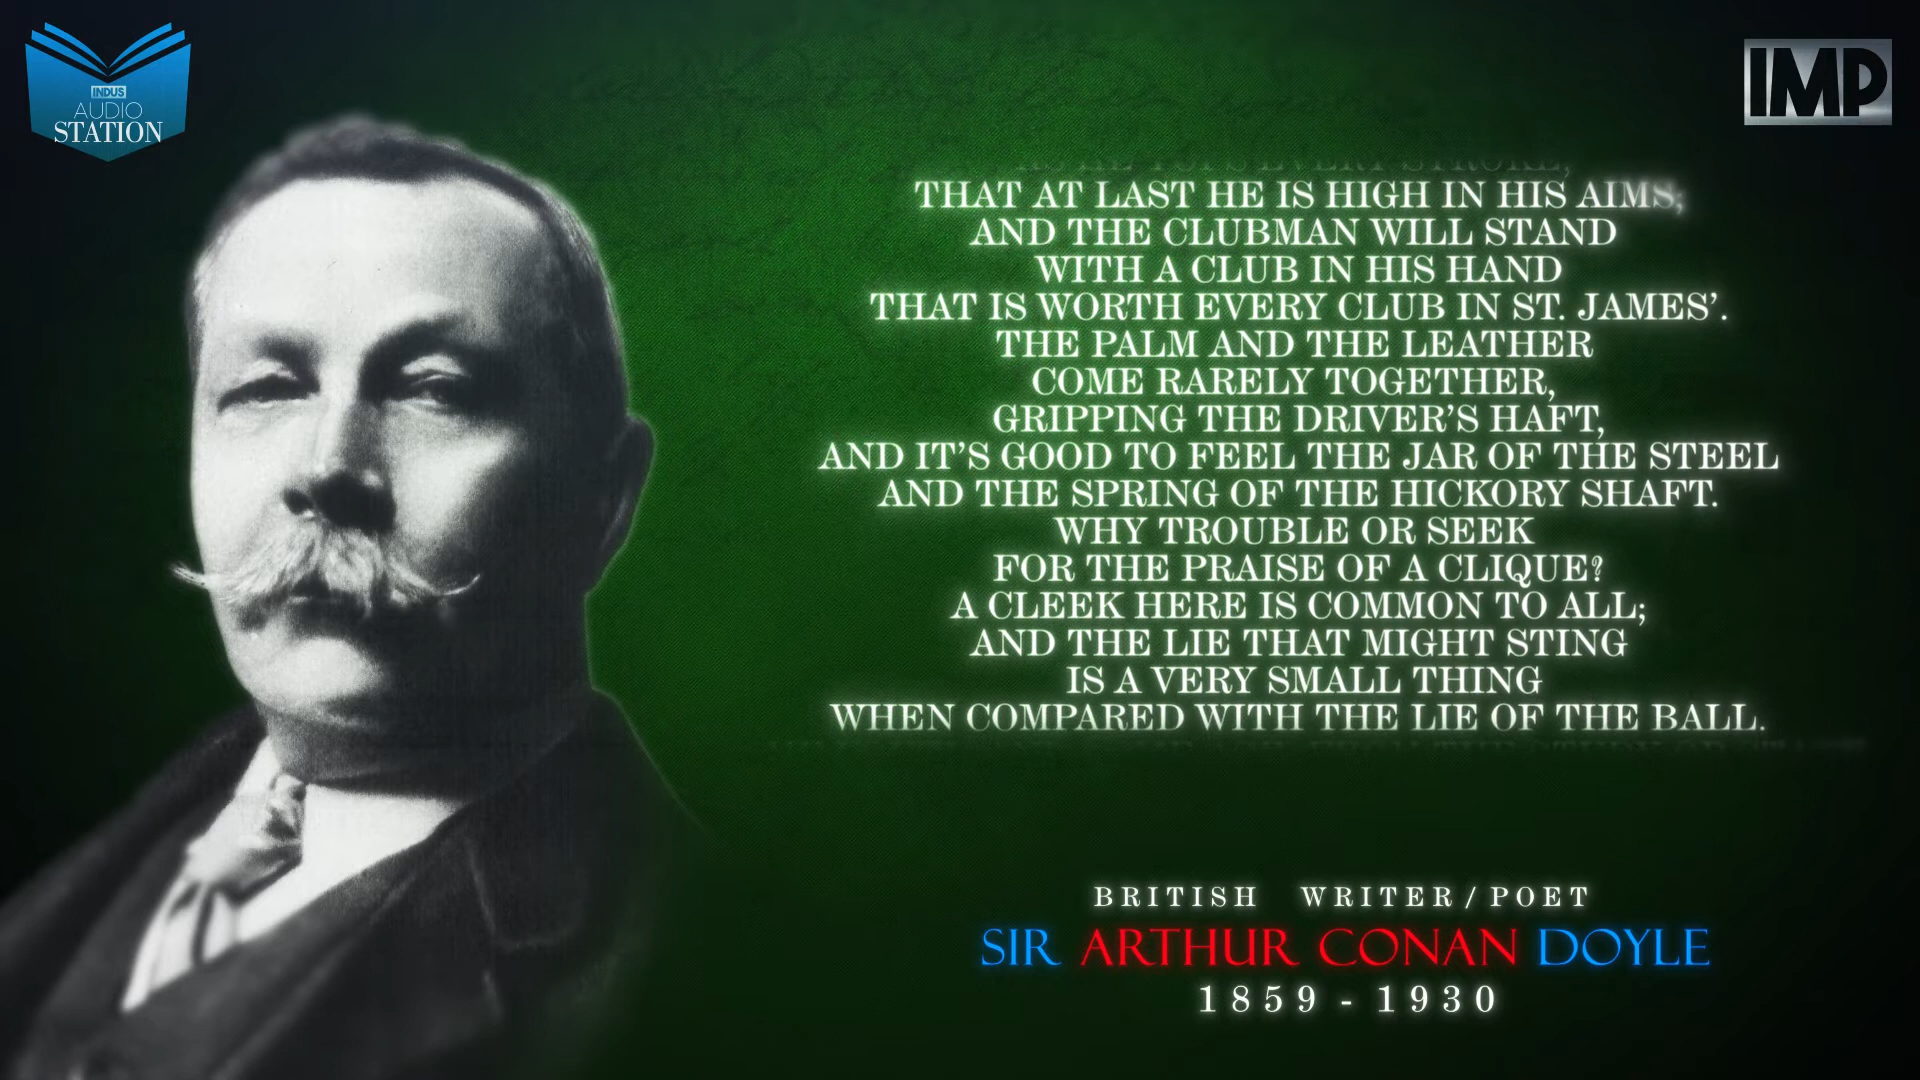 INDUS
AUDIO
STATION
IMP
THAT AT LAST HE IS HIGH IN HIS AIMS;
AND THE CLUBMAN WILL STAND
WITH A CLUB IN HIS HAND
THAT IS WORTH EVERY CLUB IN ST. JAMES’.
THE PALM AND THE LEATHER
COME RARELY TOGETHER,
GRIPPING THE DRIVER’S HAFT,
AND IT’S GOOD TO FEEL THE JAR OF THE STEEL
AND THE SPRING OF THE HICKORY SHAFT.
WHY TROUBLE OR SEEK
FOR THE PRAISE OF A CLIQUE?
A CLEEK HERE IS COMMON TO ALL;
AND THE LIE THAT MIGHT STING
IS A VERY SMALL THING
WHEN COMPARED WITH THE LIE OF THE BALL.
BRITISH WRITER/POET
SIR ARTHUR CONAN DOYLE
1859 - 1930